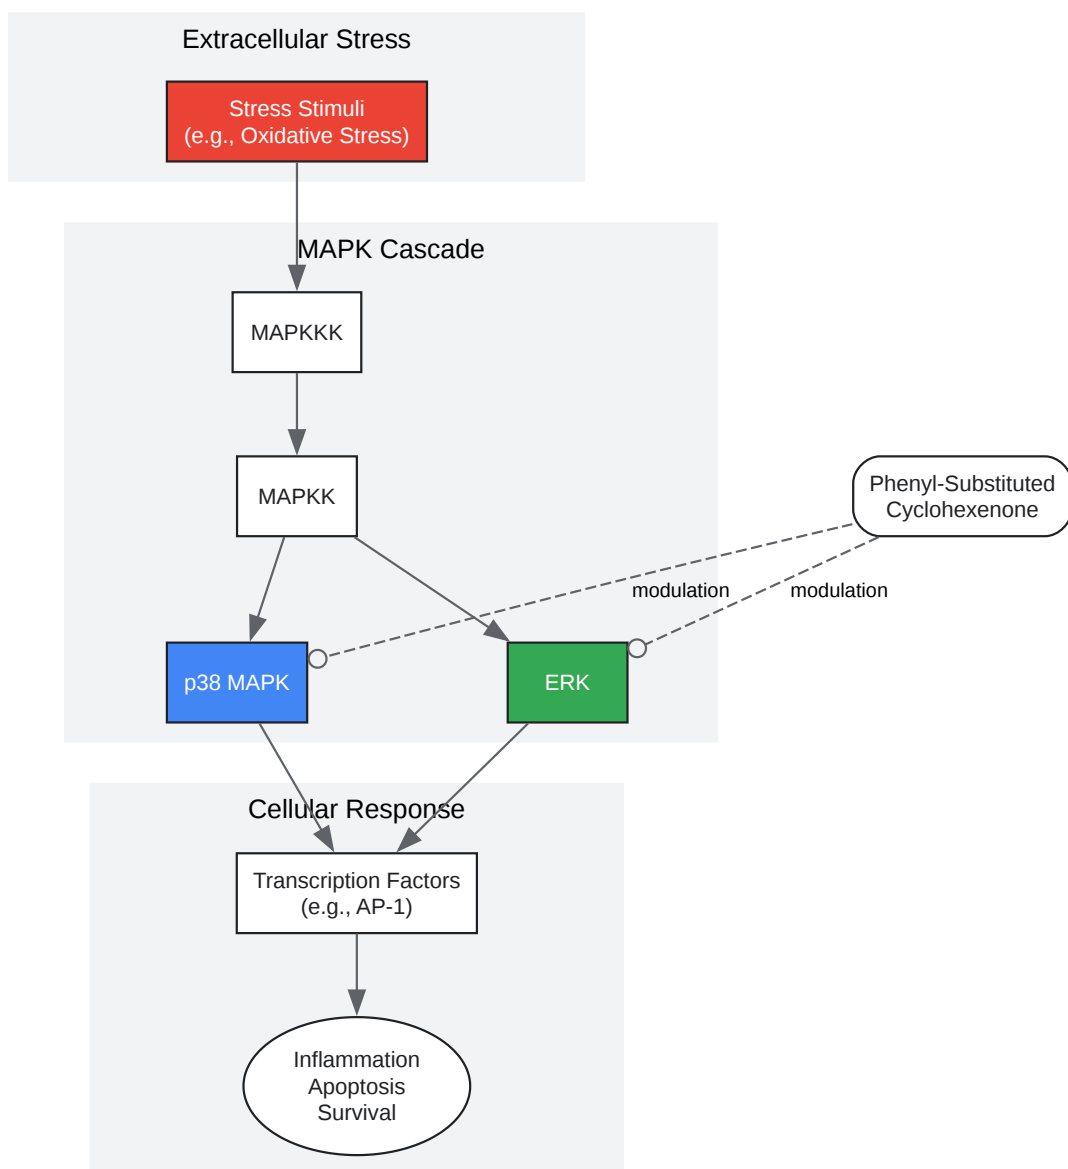 Extracellular Stress
Stress Stimuli
(e.g., Oxidative Stress)
MAPK Cascade
MAPKKK
MAPKK
Phenyl-Substituted
Cyclohexenone
modulation
modulation
p38 MAPK
ERK
Cellular Response
Transcription Factors
(e.g., AP-1)
Inflammation
Apoptosis
Survival